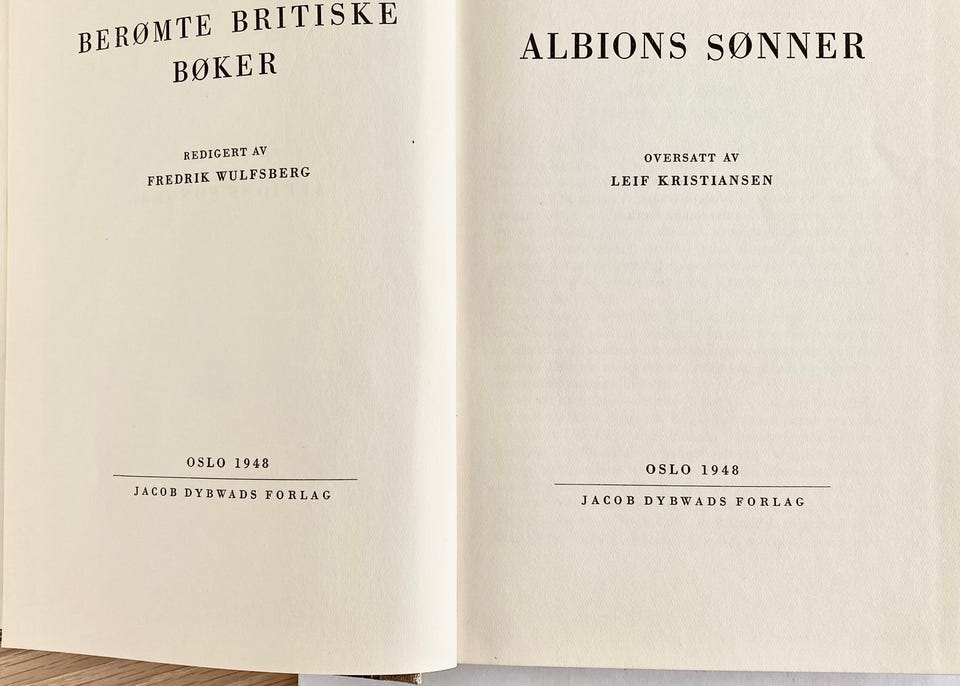 BERØMTE BRITISKE
BØKER
REDIGERT AV
FREDRIK WULFSBERG
OSLO 1948
JACOB DYBWADS FORLAG
ALBIONS SØNNER
OVERSATT AV
LEIF KRISTIANSEN
OSLO 1948
JACOB DYBWADS FORLAG